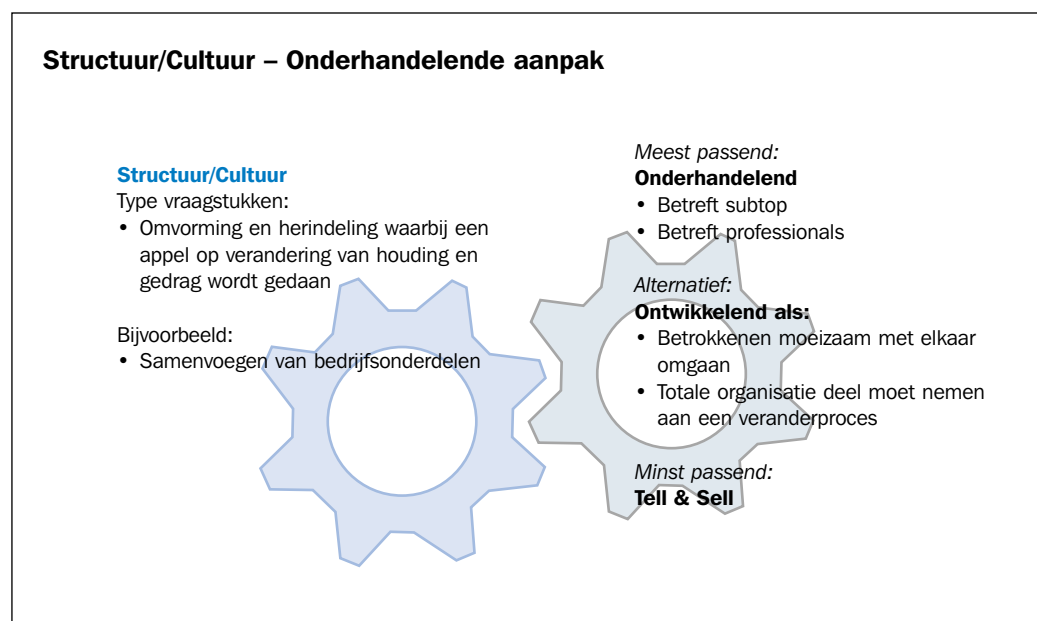 Structuur/Cultuur – Onderhandelende aanpak
Structuur/Cultuur
Type vraagstukken:
• Omvorming en herindeling waarbij een
appel op verandering van houding en
gedrag wordt gedaan
Bijvoorbeeld:
• Samenvoegen van bedrijfsonderdelen
Meest passend:
Onderhandelend
• Betreft subtop
• Betreft professionals
Alternatief:
Ontwikkelend als:
• Betrokkenen moeizaam met elkaar
omgaan
• Totale organisatie deel moet nemen
aan een veranderproces
Minst passend:
Tell & Sell